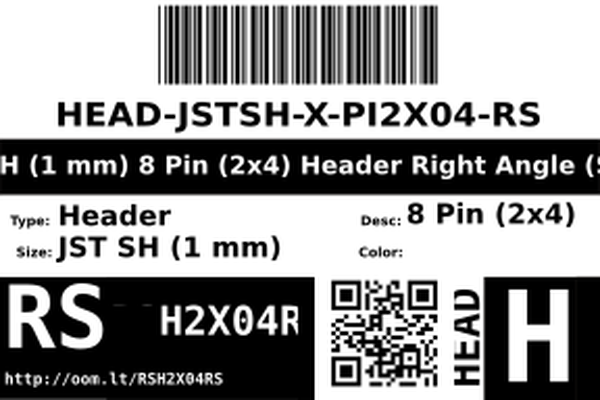 HEAD-JSTSH-X-PI2X04-RS
H (1 mm) 8 Pin (2x4) Header Right Angle (S
Type: Header
Desc: 8 Pin (2x4)
Size: JST SH (1 mm)
Color:
RS H2X04R
http://oom.lt/RSH2X04RS
HEAD
H